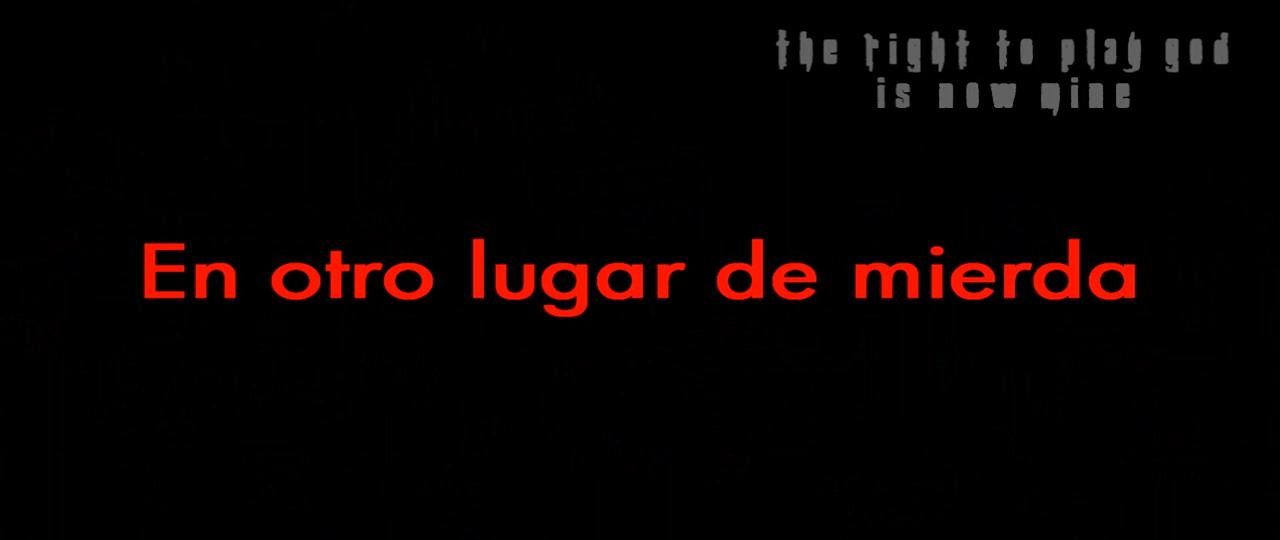 the right to play god
is now mine
En otro lugar de mierda